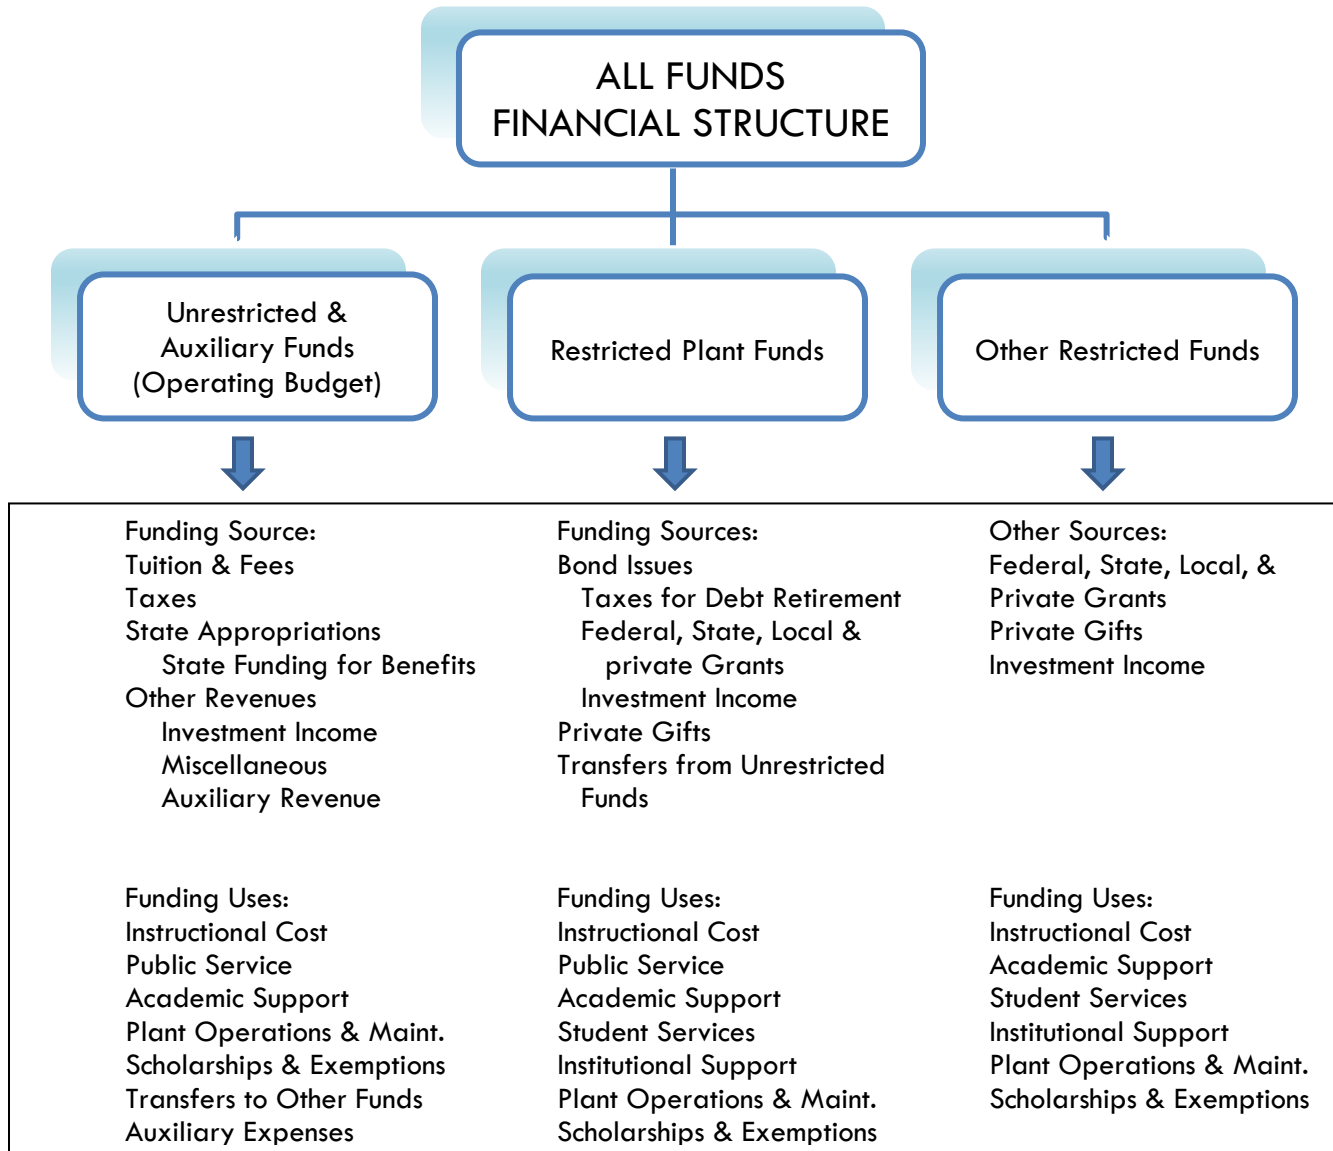 ALL FUNDS
FINANCIAL STRUCTURE
Unrestricted &
Auxiliary Funds
(Operating Budget)
Restricted Plant Funds
Other Restricted Funds
Funding Source:
Tuition & Fees
Taxes
State Appropriations
State Funding for Benefits
Other Revenues
Investment Income
Miscellaneous
Auxiliary Revenue
Funding Uses:
Instructional Cost
Public Service
Academic Support
Plant Operations & Maint.
Scholarships & Exemptions
Transfers to Other Funds
Auxiliary Expenses
Funding Sources:
Bond Issues
Taxes for Debt Retirement
Federal, State, Local &
private Grants
Investment Income
Private Gifts
Transfers from Unrestricted
Funds
Funding Uses:
Instructional Cost
Public Service
Academic Support
Student Services
Institutional Support
Plant Operations & Maint.
Scholarships & Exemptions
Other Sources:
Federal, State, Local, &
Private Grants
Private Gifts
Investment Income
Funding Uses:
Instructional Cost
Academic Support
Student Services
Institutional Support
Plant Operations & Maint.
Scholarships & Exemptions